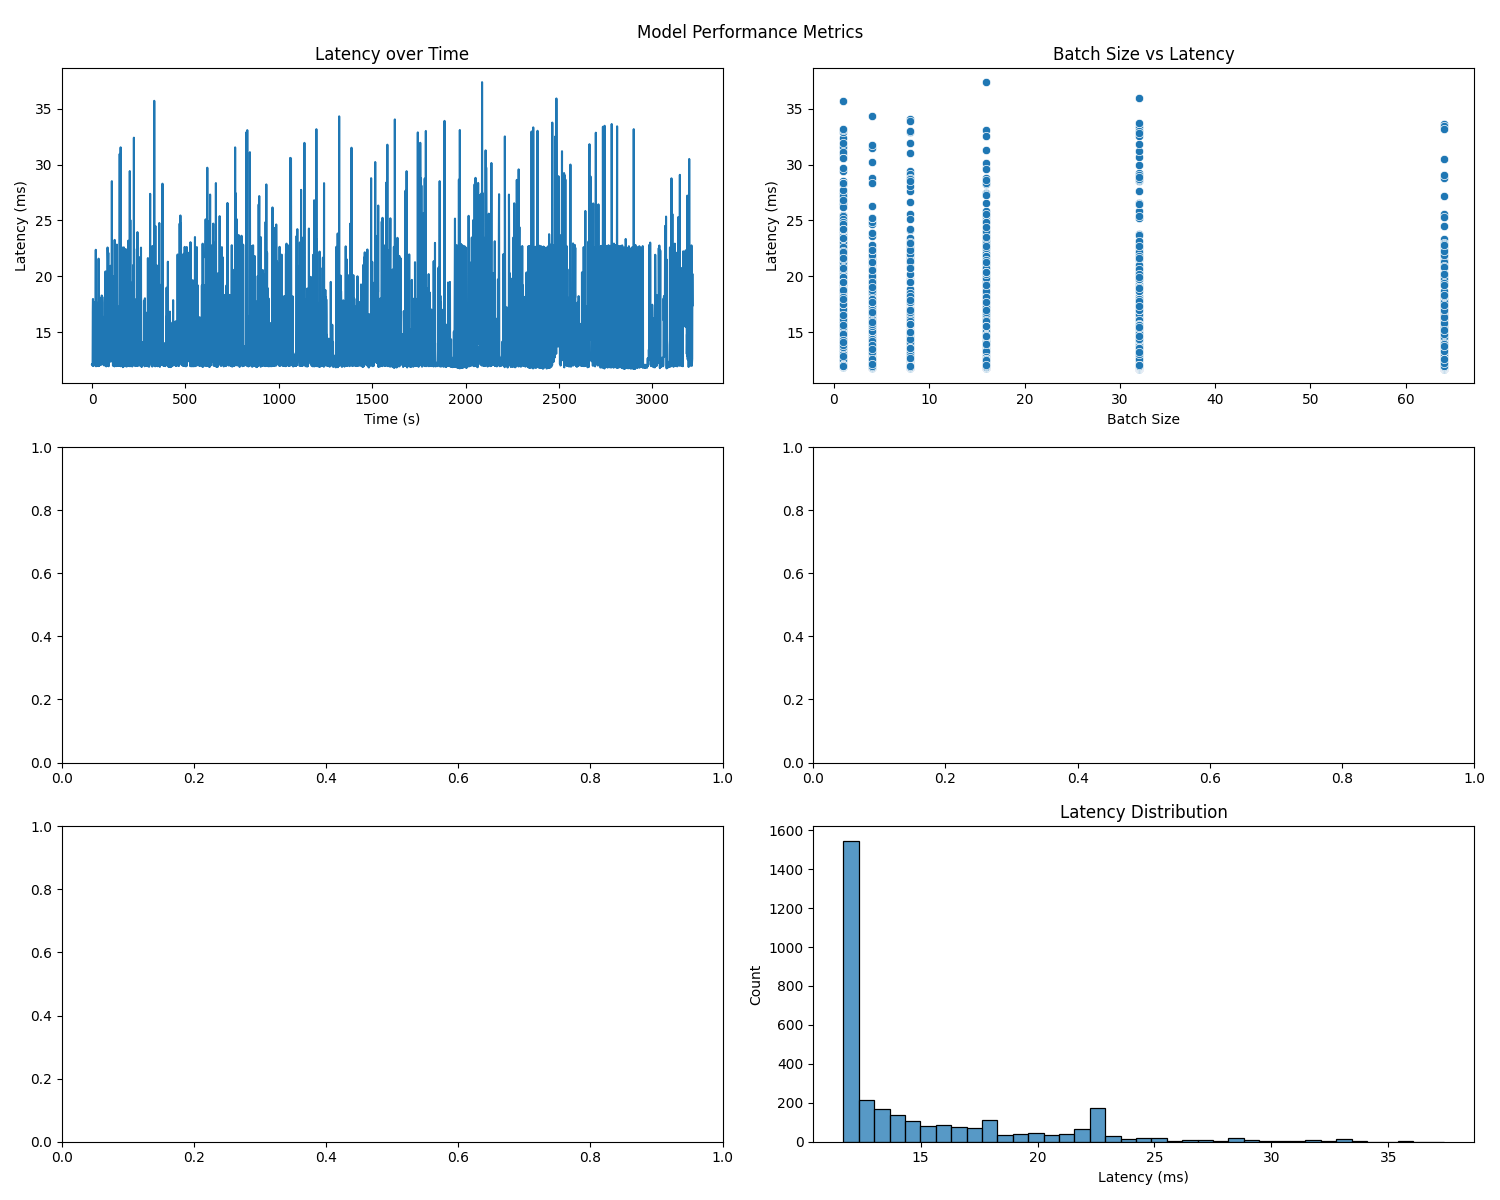 Model Performance Metrics
Latency over Time
Latency (ms)
35
30
25
20
15
0 500 1000 1500 2000 2500 3000
Time (s)
Batch Size vs Latency
Latency (ms)
35
30
25
20
15
0 10 20 30 40 50 60
Batch Size
1.0
0.8
0.6
0.4
0.2
0.0
0.0 0.2 0.4 0.6 0.8 1.0
1.0
0.8
0.6
0.4
0.2
0.0
0.0 0.2 0.4 0.6 0.8 1.0
1.0
0.8
0.6
0.4
0.2
0.0
0.0 0.2 0.4 0.6 0.8 1.0
Latency Distribution
Count
1600
1400
1200
1000
800
600
400
200
0
15 20 25 30 35
Latency (ms)